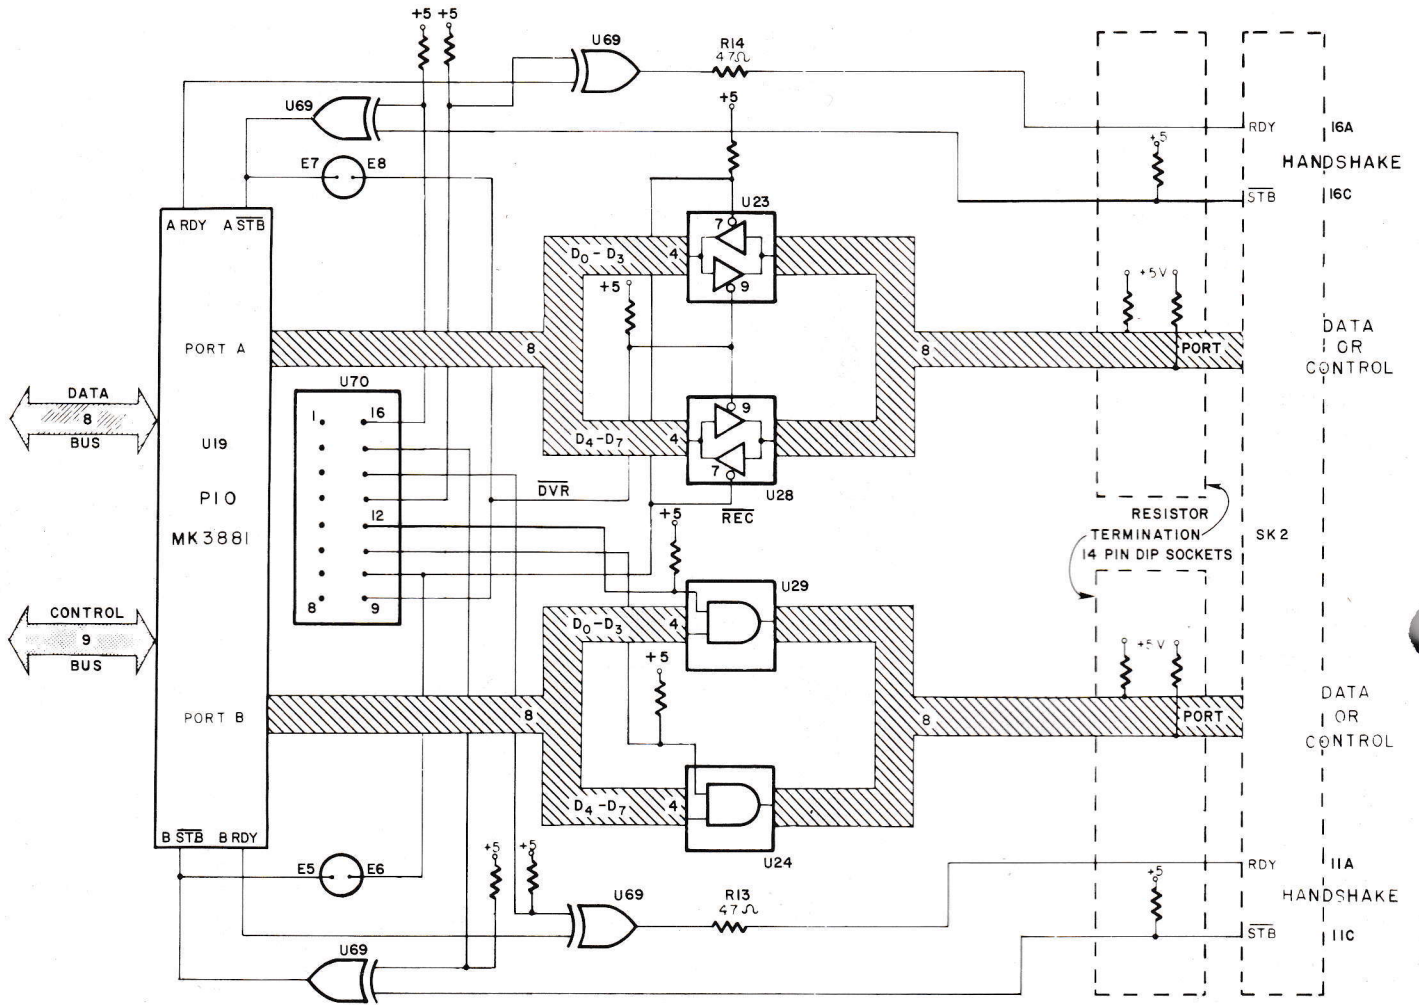 +5 +5
U69
R14
47Ω
U69
+5
RDY
16A
E7 E8
+5
HANDSHAKE
STB
16C
U23
A RDY A STB
7
D0-D3
4
+5
9
+5V
DATA
OR
CONTROL
PORT A
8
8
PORT
U70
DATA
8
BUS
1
16
9
D4-D7
4
U19
7
U28
DVR
REC
PIO
12
RESISTOR
TERMINATION
14 PIN DIP SOCKETS
+5
MK3881
SK2
U29
CONTROL
9
BUS
8
9
D0-D3
4
+5
+5V
DATA
OR
CONTROL
PORT B
8
8
PORT
D4-D7
4
B STB B RDY
U24
+5
E5 E6
RDY
11A
+5
HANDSHAKE
U69
R13
47Ω
STB
11C
U69